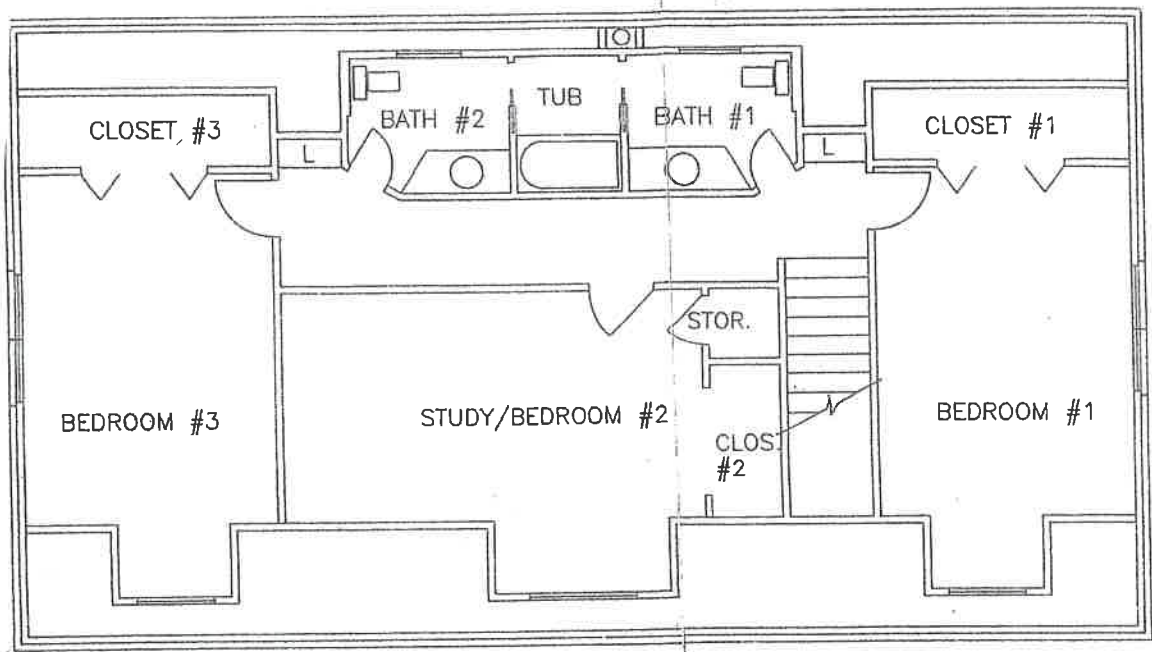 TUB
BATH #2
BATH #1
CLOSET #3
CLOSET #1
L
L
STOR.
BEDROOM #3
STUDY/BEDROOM #2
BEDROOM #1
CLOS.
#2